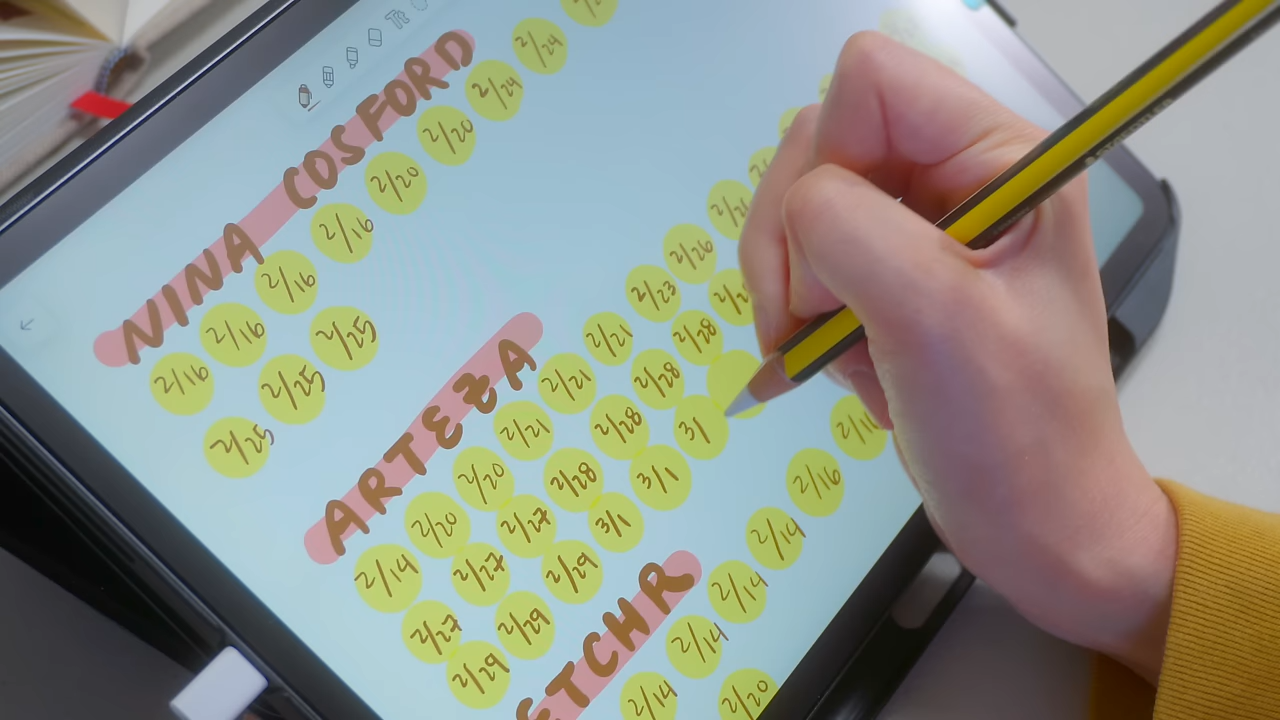 NINA COSFORD
2/16 2/16 2/16 2/16 2/20 2/20 2/24 2/24
2/25 2/25 2/25
ARTEZA
2/14 2/20 2/20 2/21 2/21 2/21 2/23 2/26
2/27 2/27 2/27 2/28 2/28 2/28 2/28
2/29 2/29 2/29 3/1 3/1 3/1
ETCHR
2/14 2/14 2/14 2/14 2/16
2/20
STAEDTLER
Tt